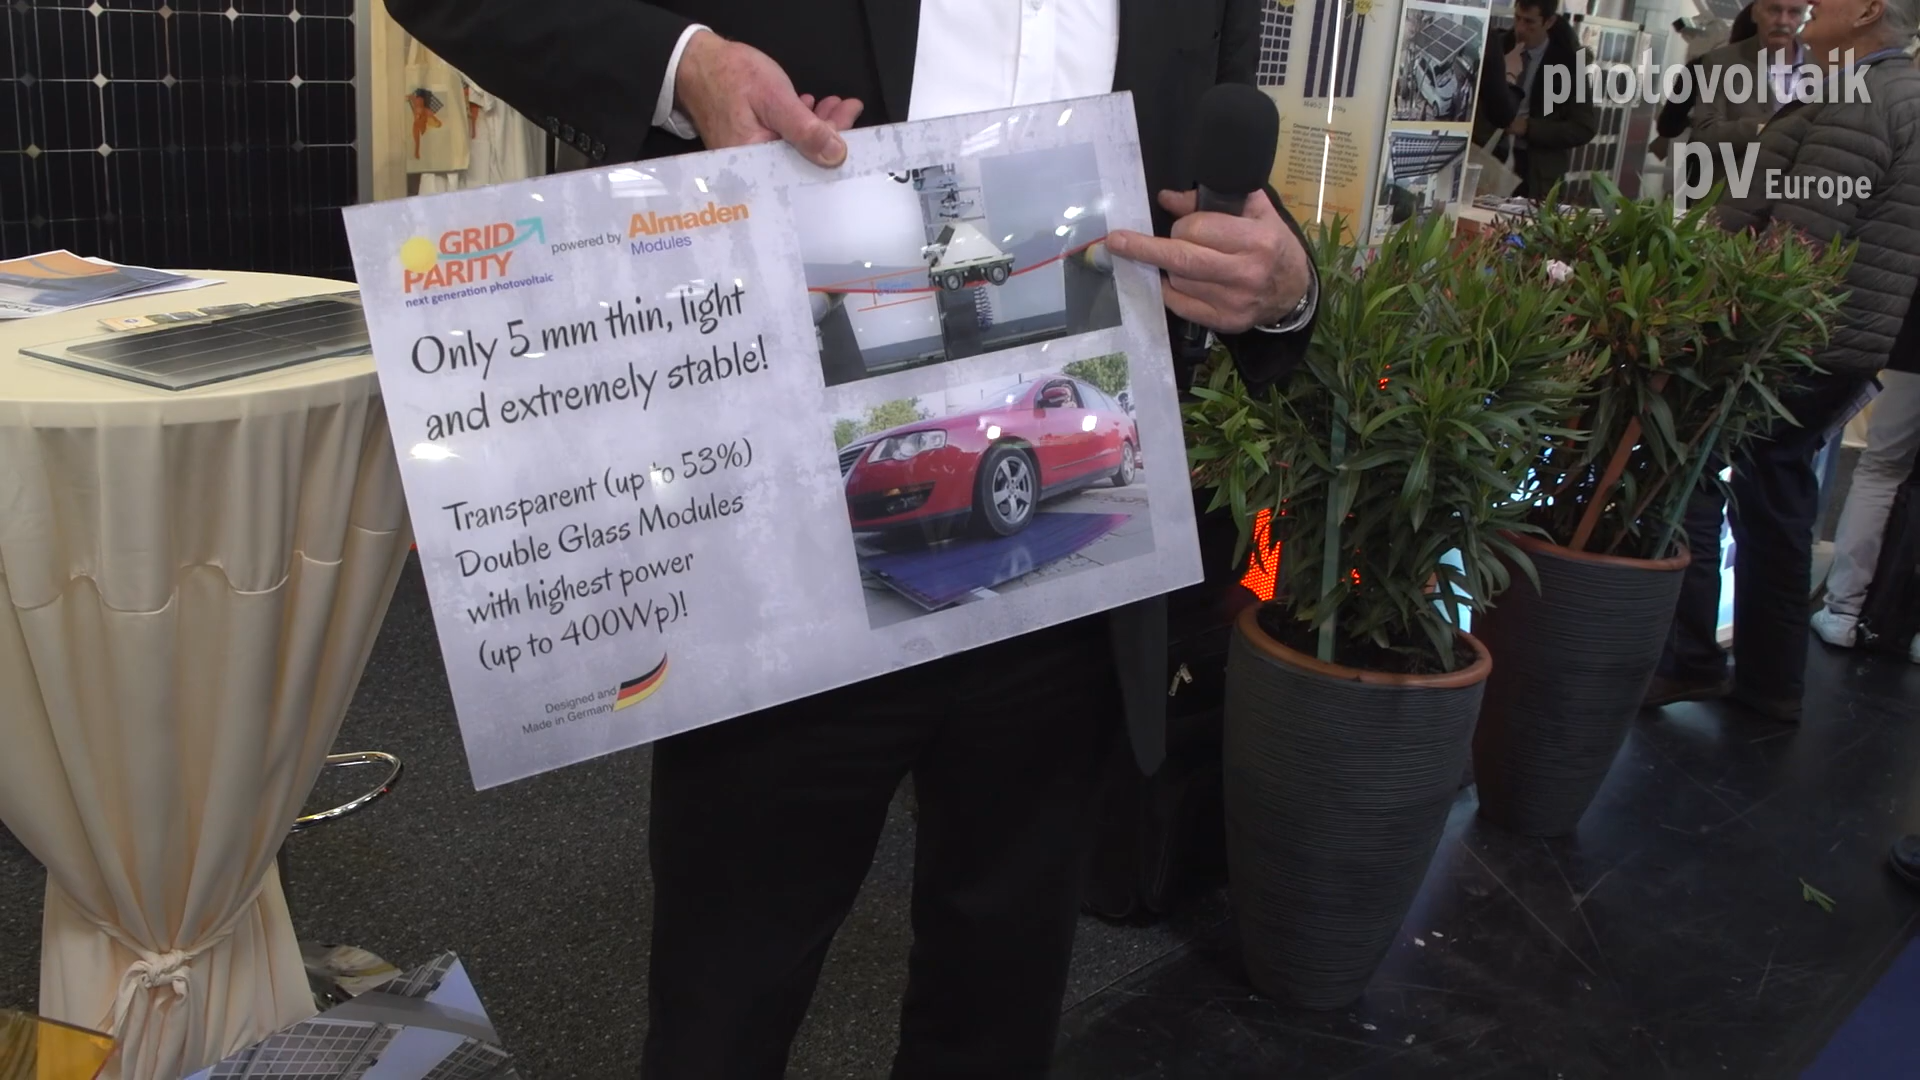 photovoltaik
pv Europe
GRID
PARITY
next generation photovoltaic
powered by
Almaden
Modules
Only 5 mm thin, light
and extremely stable!
Transparent (up to 53%)
Double Glass Modules
with highest power
(up to 400Wp)!
Designed and
Made in Germany